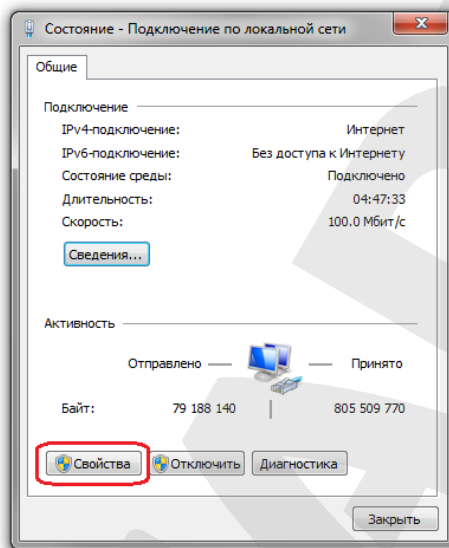 Состояние - Подключение по локальной сети
Общие
Подключение
IPv4-подключение: Интернет
IPv6-подключение: Без доступа к Интернету
Состояние среды: Подключено
Длительность: 04:47:33
Скорость: 100.0 Мбит/с
Сведения...
Активность
Отправлено — — Принято
Байт: 79 188 140 | 805 509 770
Свойства Отключить Диагностика
Закрыть